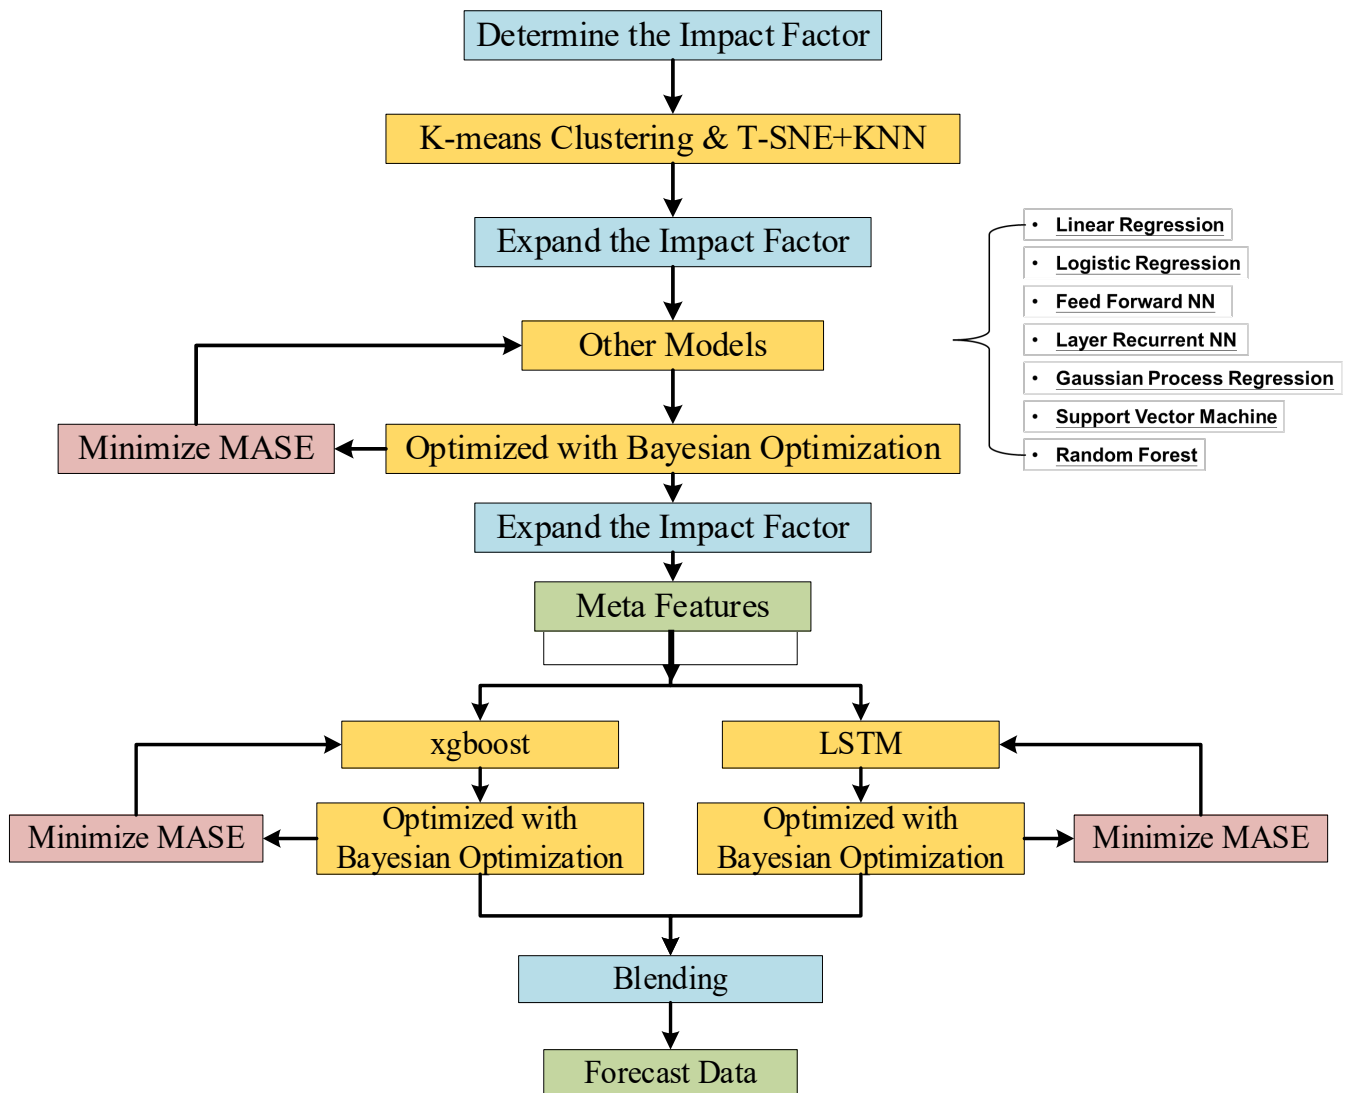 Determine the Impact Factor
K-means Clustering & T-SNE+KNN
Expand the Impact Factor
Other Models
• Linear Regression
• Logistic Regression
• Feed Forward NN
• Layer Recurrent NN
• Gaussian Process Regression
• Support Vector Machine
• Random Forest
Minimize MASE
Optimized with Bayesian Optimization
Expand the Impact Factor
Meta Features
xgboost
LSTM
Minimize MASE
Optimized with
Bayesian Optimization
Optimized with
Bayesian Optimization
Minimize MASE
Blending
Forecast Data